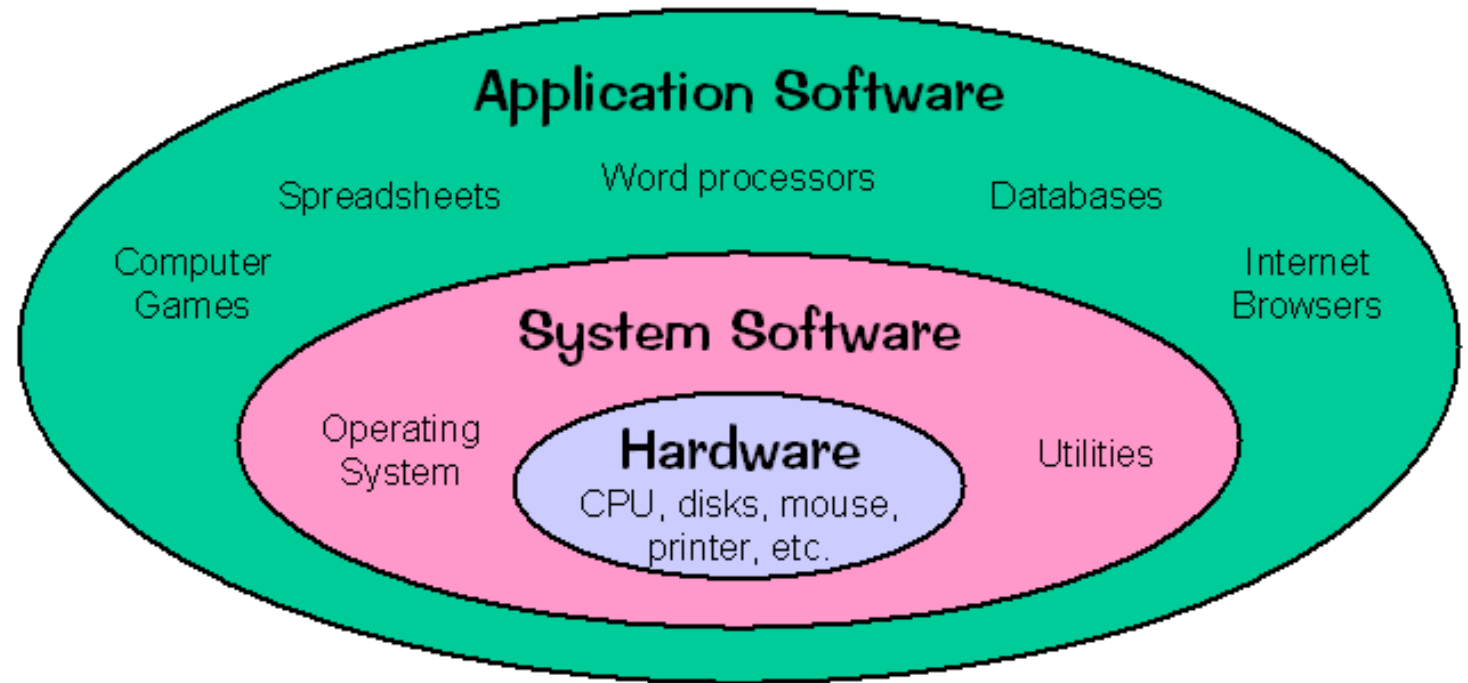 Application Software
Word processors
Spreadsheets
Databases
Computer
Games
Internet
Browsers
System Software
Operating
System
Utilities
Hardware
CPU, disks, mouse,
printer, etc.